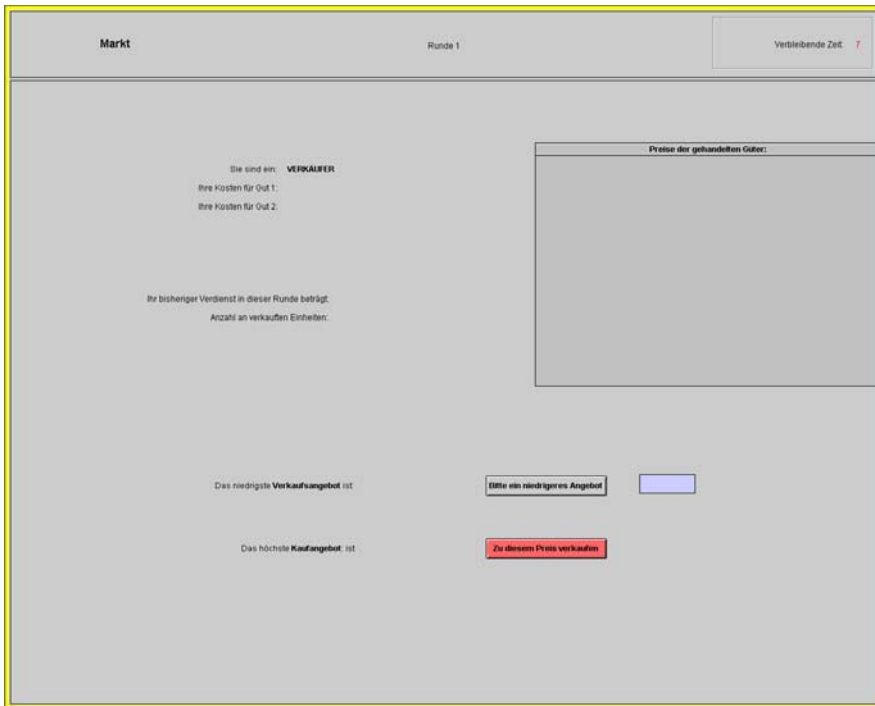 Markt
Runde 1
Verbleibende Zeit: 7
Preise der gehandelten Güter:
Sie sind ein: VERKÄUFER
Ihre Kosten für Gut 1:
Ihre Kosten für Gut 2:
Ihr bisheriger Verdienst in dieser Runde beträgt:
Anzahl an verkauften Einheiten:
Das niedrigste Verkaufsangebot ist
Bitte ein niedrigeres Angebot
Das höchste Kaufangebot: ist
Zu diesem Preis verkaufen